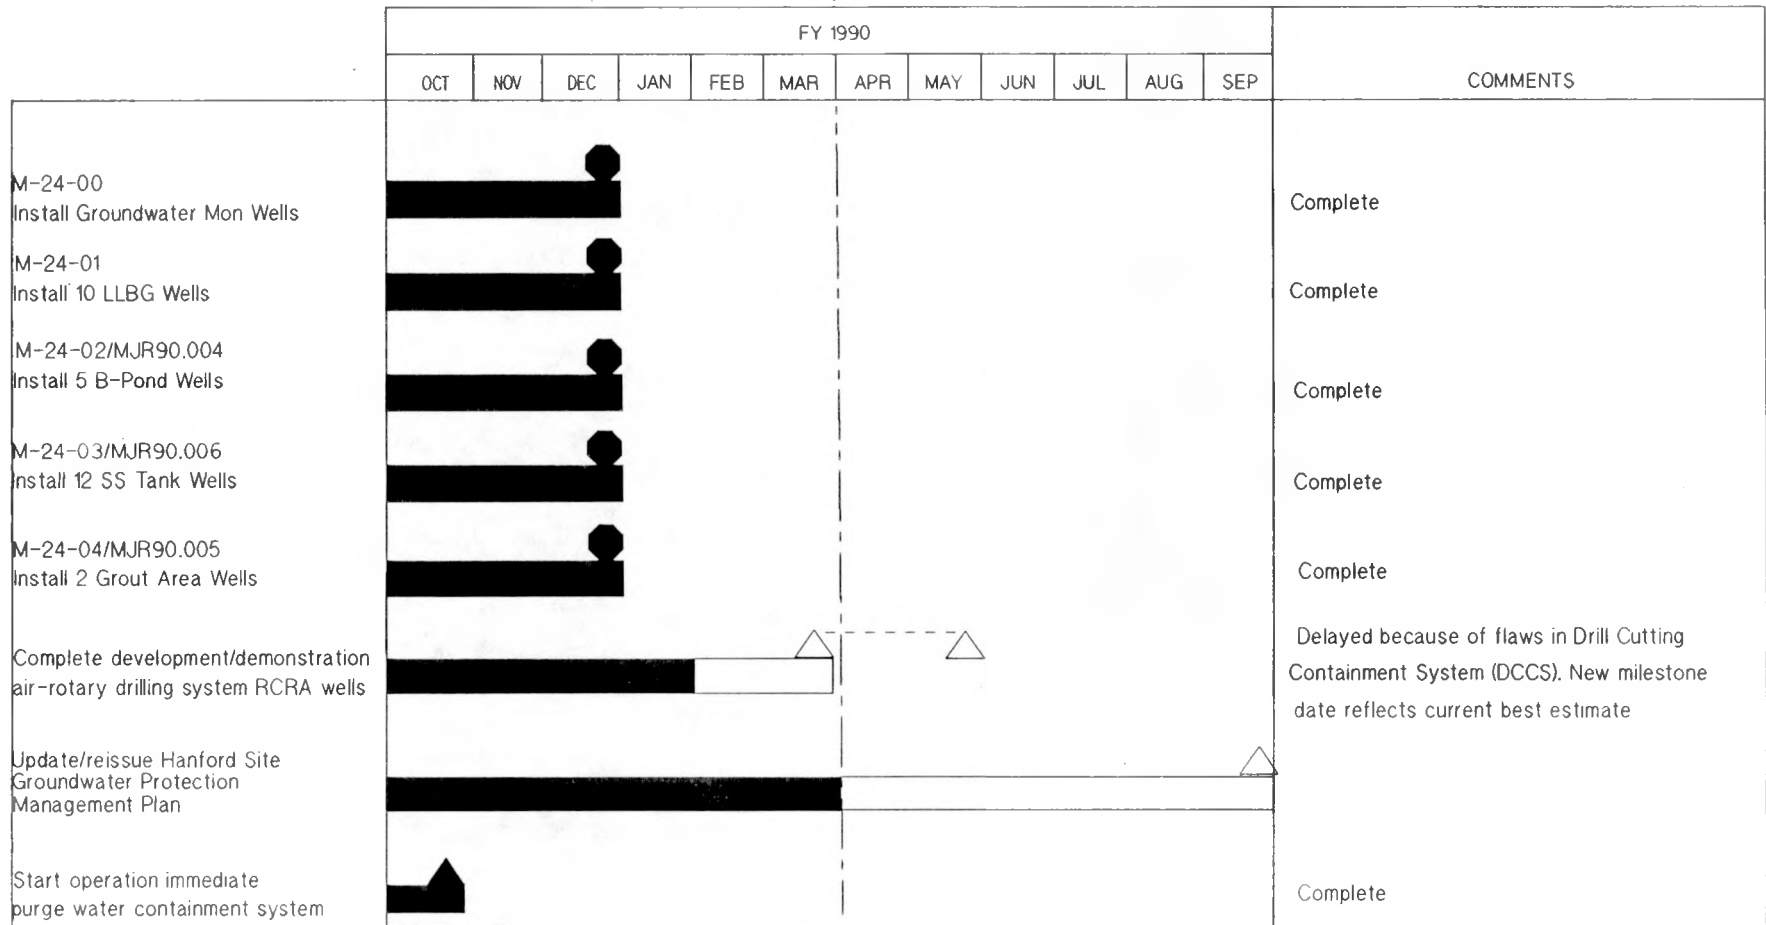 FY 1990
OCT NOV DEC JAN FEB MAR APR MAY JUN JUL AUG SEP COMMENTS
M-24-00
Install Groundwater Mon Wells Complete
M-24-01
Install 10 LLBG Wells Complete
M-24-02/MJR90.004
Install 5 B-Pond Wells Complete
M-24-03/MJR90.006
Install 12 SS Tank Wells Complete
M-24-04/MJR90.005
Install 2 Grout Area Wells Complete
Complete development/demonstration
air-rotary drilling system RCRA wells
Delayed because of flaws in Drill Cutting
Containment System (DCCS). New milestone
date reflects current best estimate
Update/reissue Hanford Site
Groundwater Protection
Management Plan
Start operation immediate
purge water containment system Complete